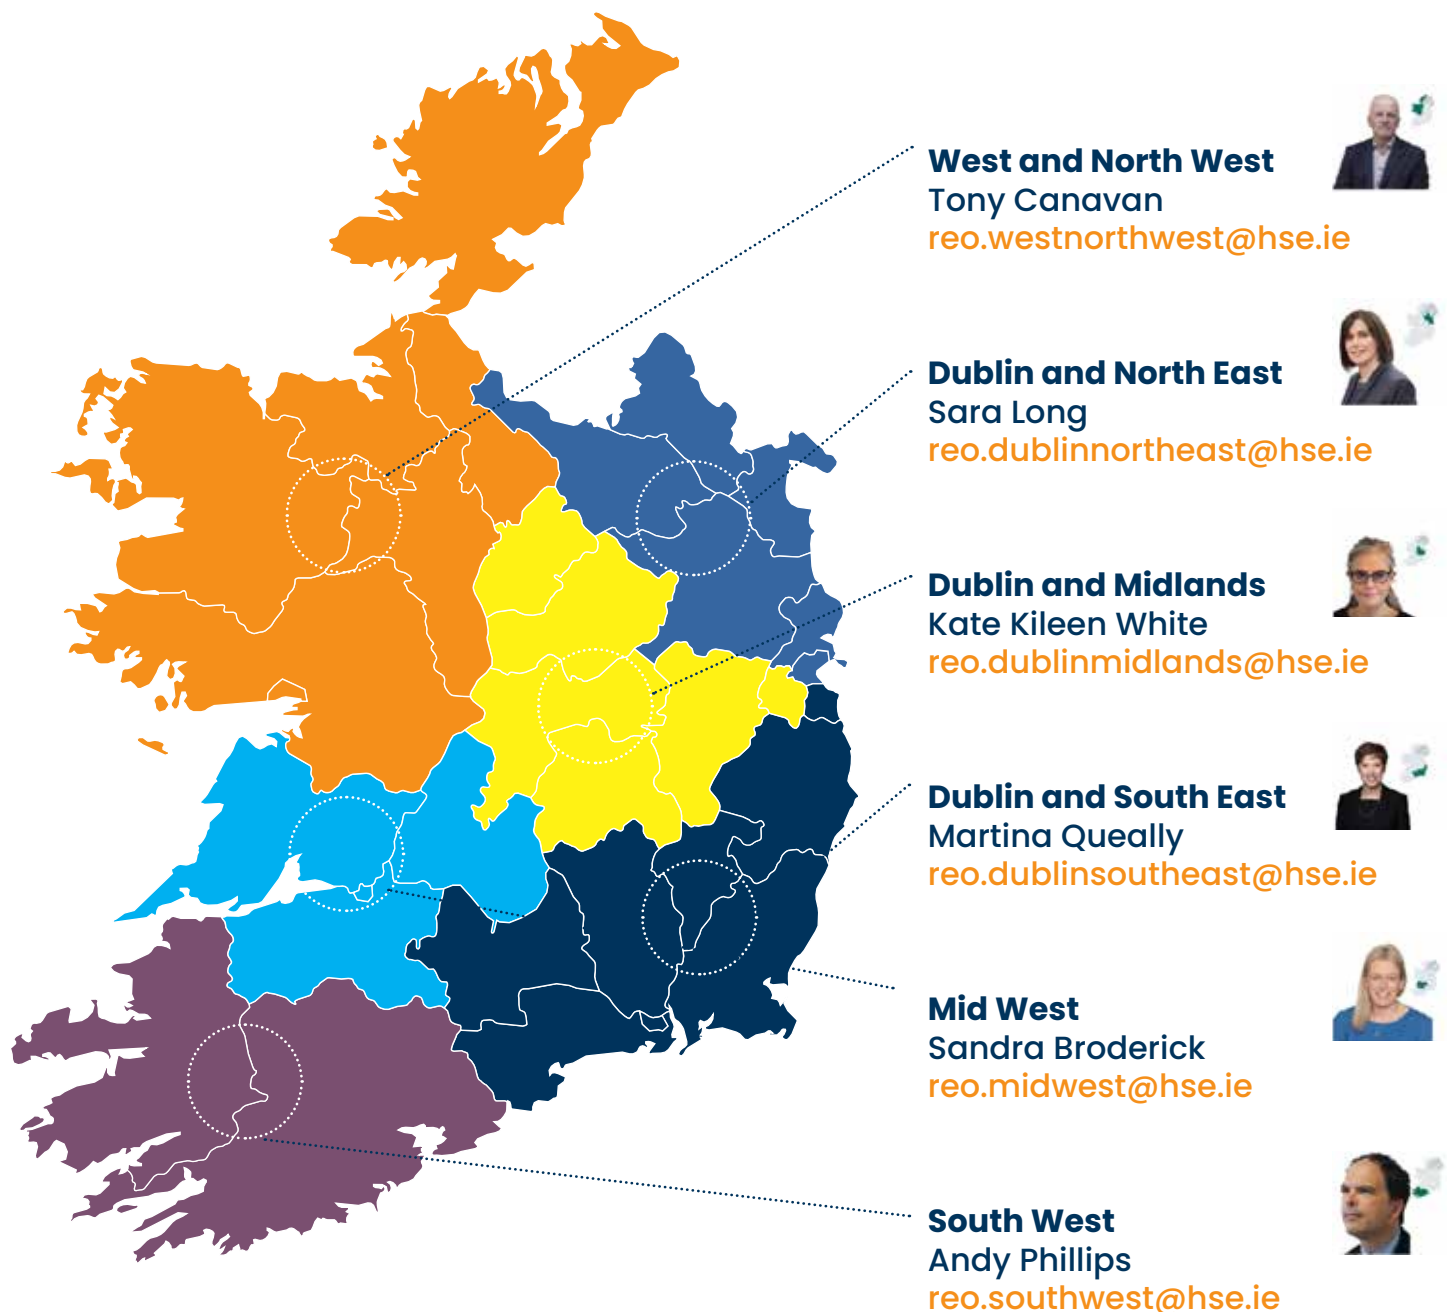 West and North West
Tony Canavan
reo.westnorthwest@hse.ie
Dublin and North East
Sara Long
reo.dublinnortheast@hse.ie
Dublin and Midlands
Kate Kileen White
reo.dublinmidlands@hse.ie
Dublin and South East
Martina Queally
reo.dublinsoutheast@hse.ie
Mid West
Sandra Broderick
reo.midwest@hse.ie
South West
Andy Phillips
reo.southwest@hse.ie